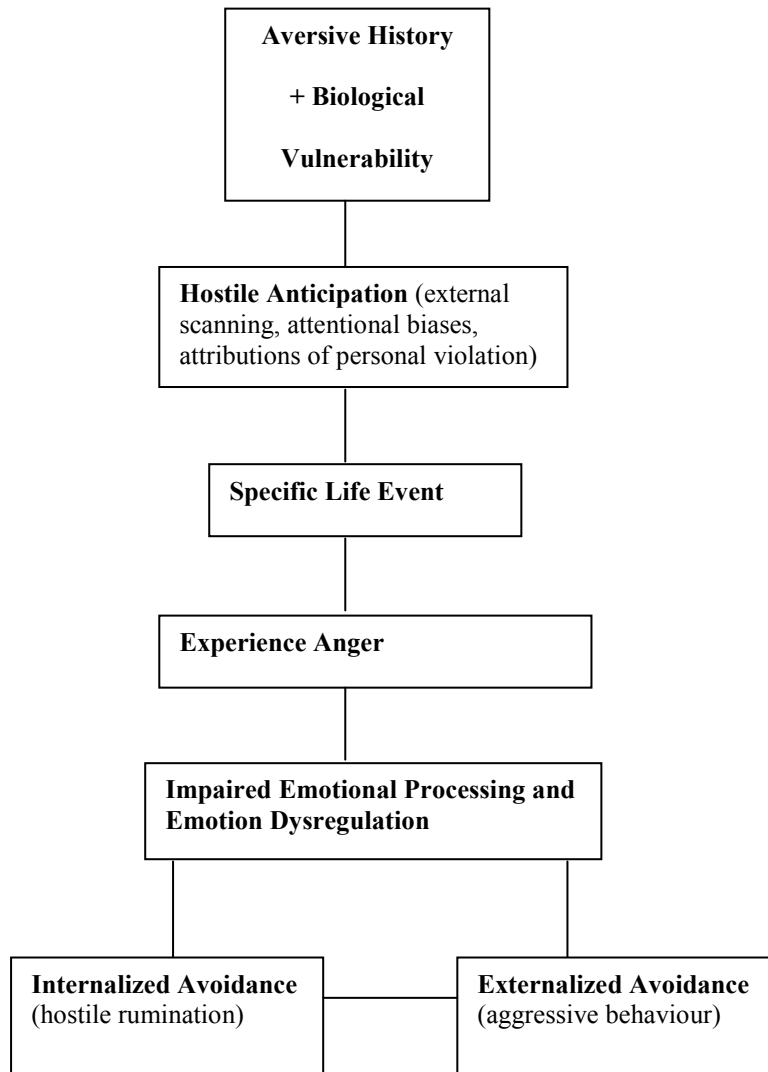 Aversive History
+ Biological
Vulnerability
Hostile Anticipation (external
scanning, attentional biases,
attributions of personal violation)
Specific Life Event
Experience Anger
Impaired Emotional Processing and
Emotion Dysregulation
Internalized Avoidance
(hostile rumination)
Externalized Avoidance
(aggressive behaviour)